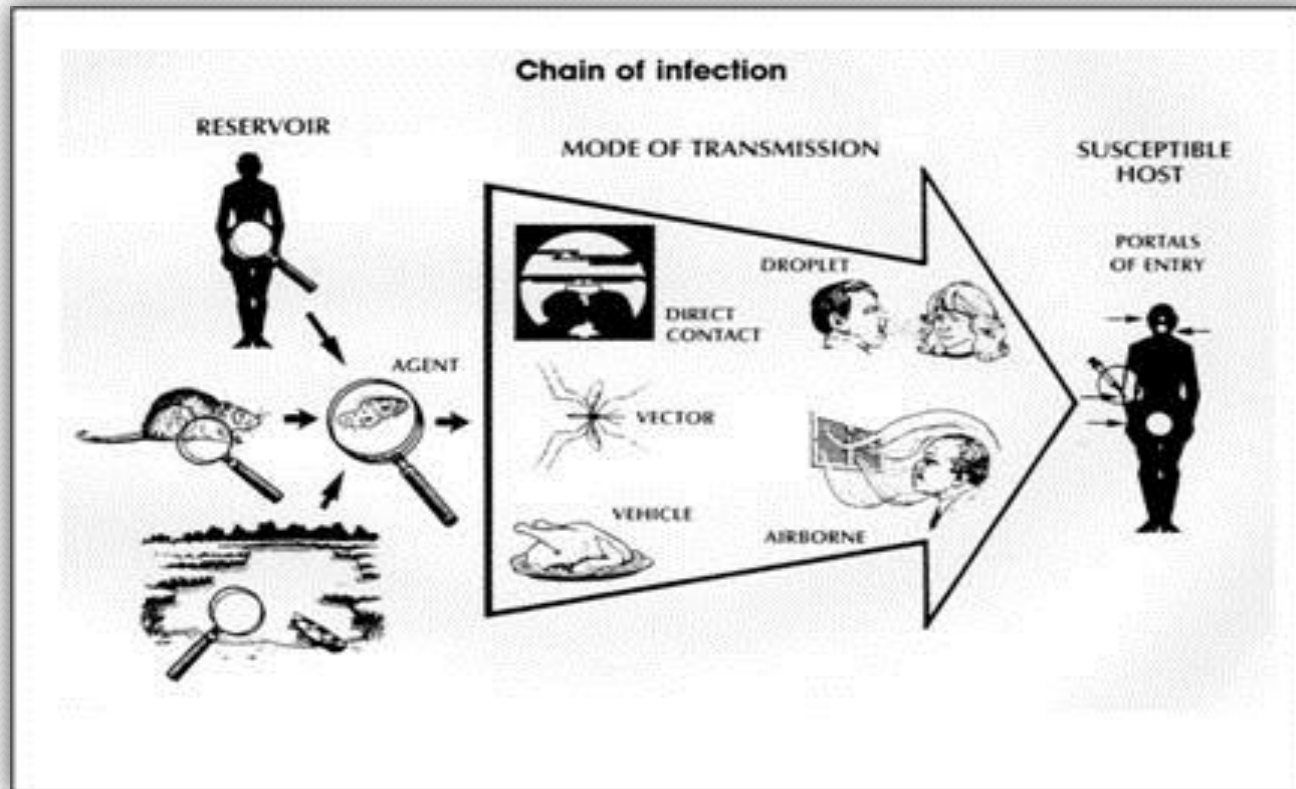 Chain of infection
RESERVOIR
MODE OF TRANSMISSION
SUSCEPTIBLE
HOST
PORTALS
OF ENTRY
AGENT
DIRECT
CONTACT
DROPLET
VECTOR
VEHICLE
AIRBORNE